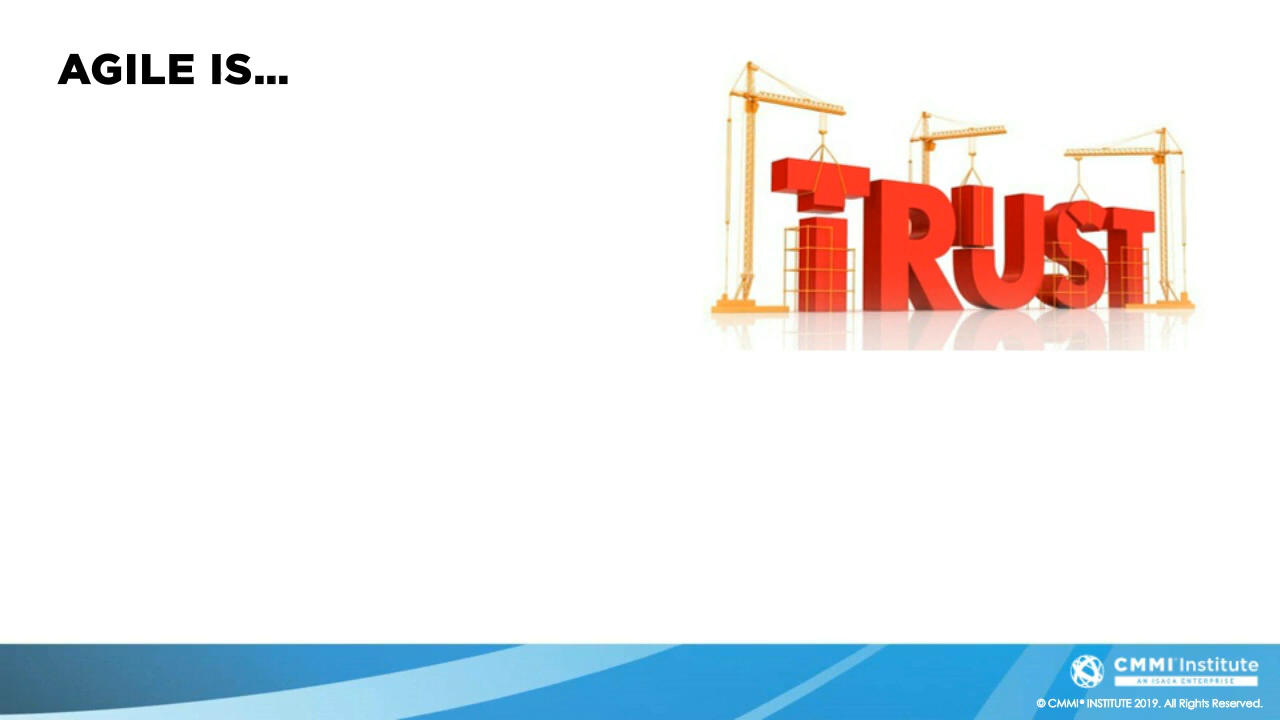 AGILE IS...
TRUST
CMMI® Institute
AN ISACA ENTERPRISE
© CMMI® INSTITUTE 2019. All Rights Reserved.